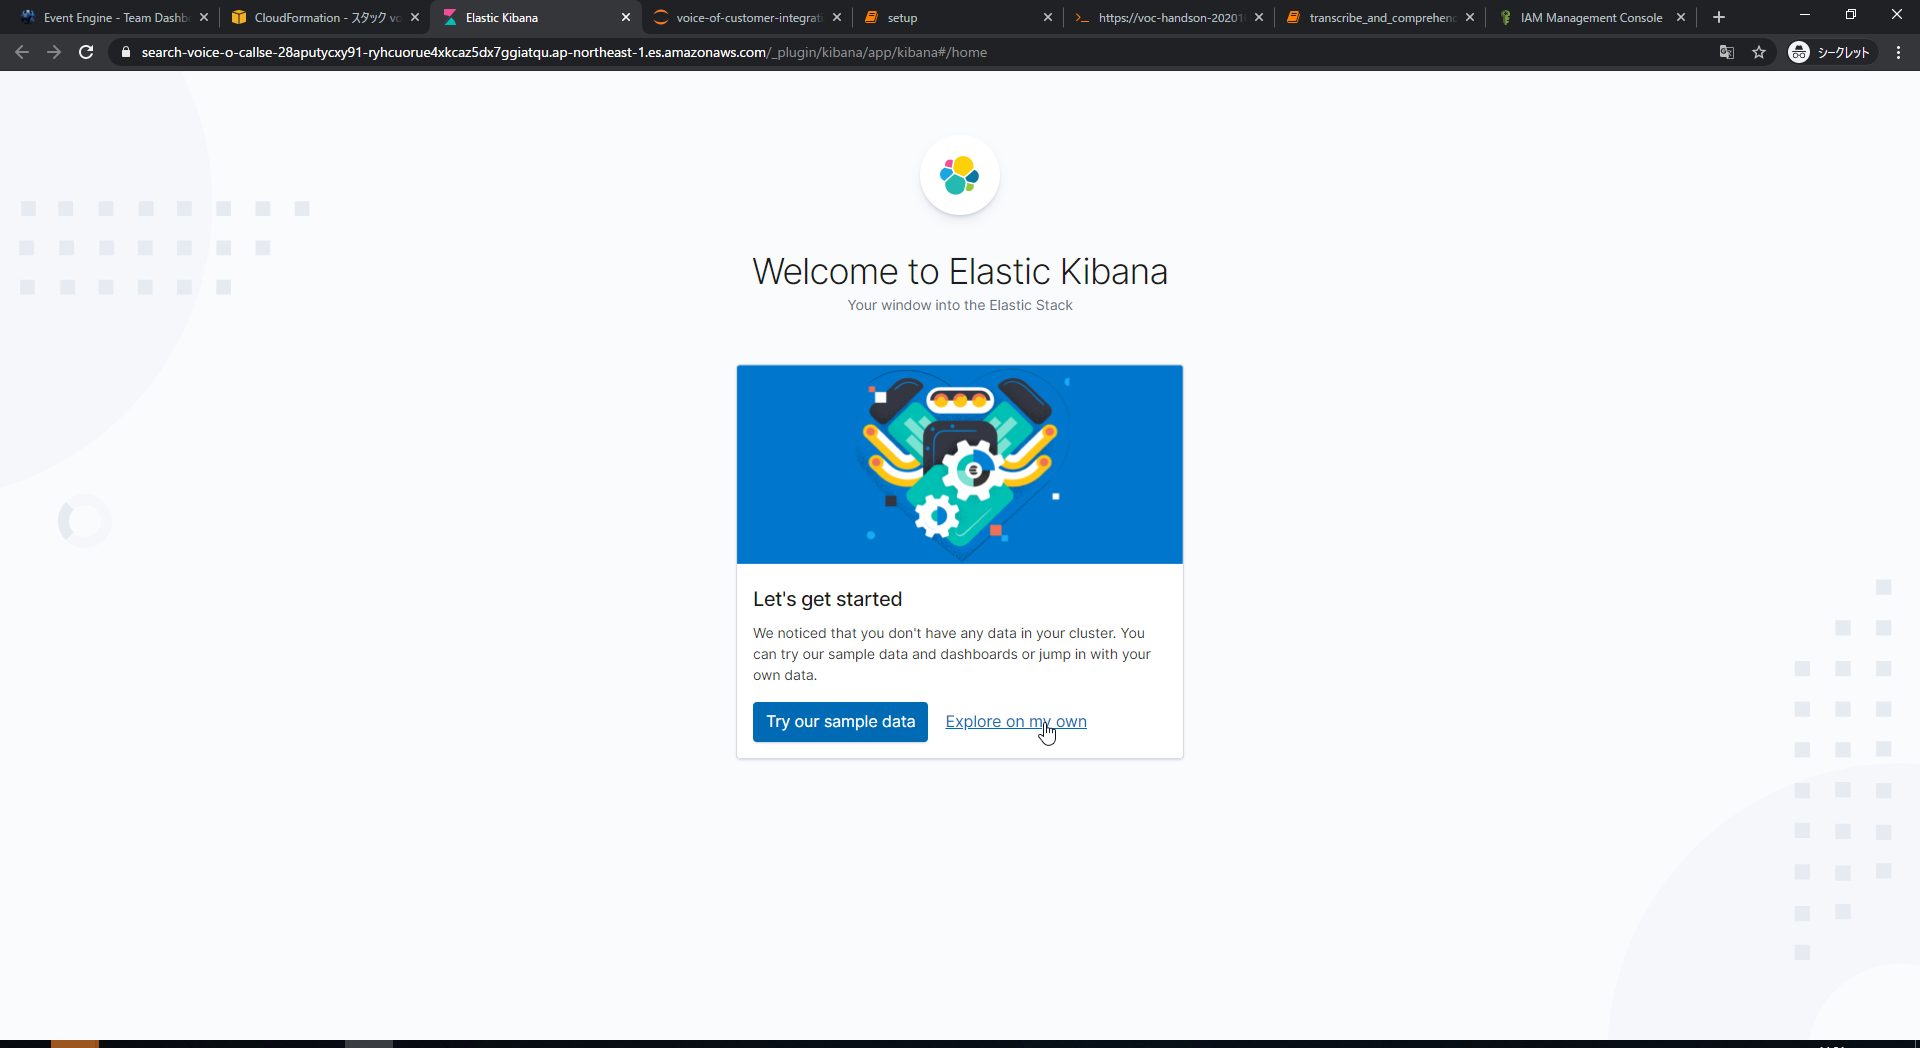 Event Engine - Team Dashb
CloudFormation - スタック vo
Elastic Kibana
voice-of-customer-integrati
setup
https://voc-handson-20201
transcribe_and_comprehen
IAM Management Console
search-voice-o-callse-28aputycxy91-ryhcuorue4xkcaz5dx7ggiatqu.ap-northeast-1.es.amazonaws.com/_plugin/kibana/app/kibana#/home
シークレット
Welcome to Elastic Kibana
Your window into the Elastic Stack
Let's get started
We noticed that you don't have any data in your cluster. You
can try our sample data and dashboards or jump in with your
own data.
Try our sample data
Explore on my own